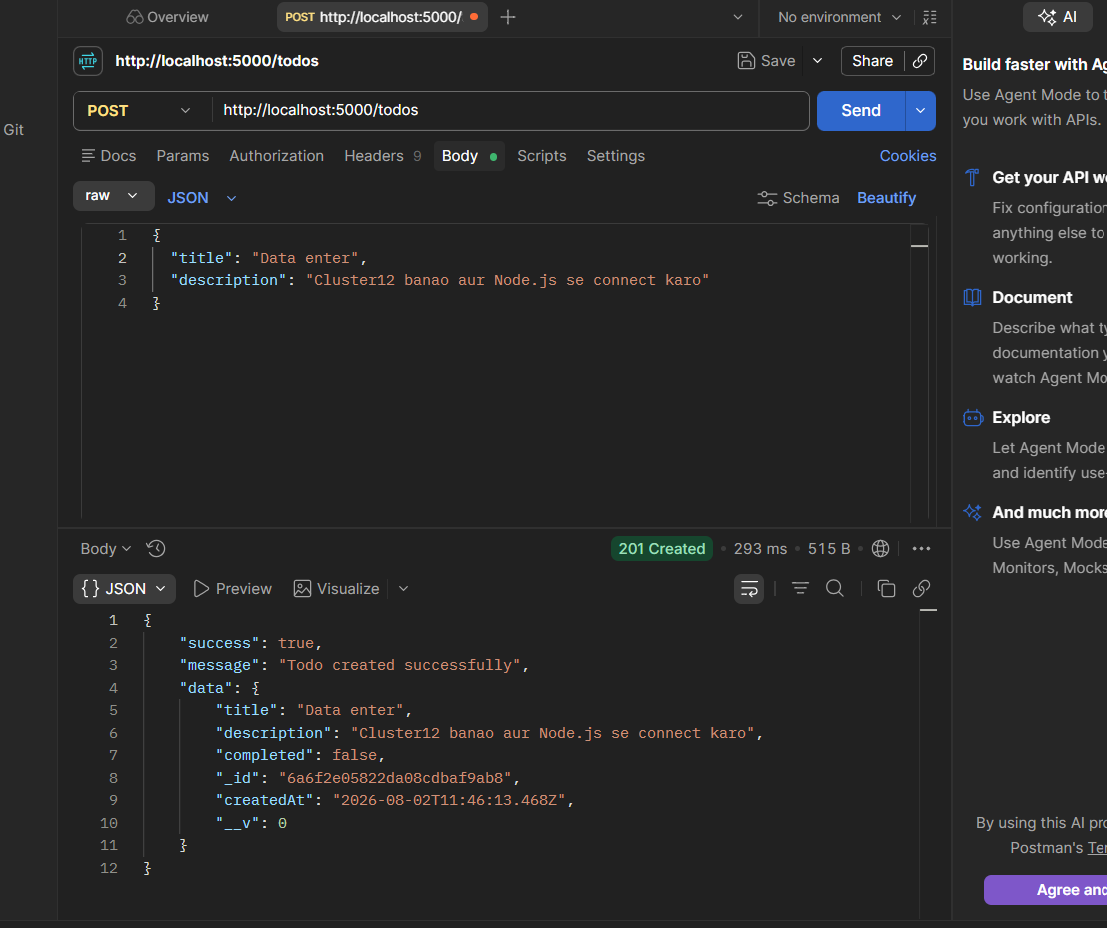 Overview
POST http://localhost:5000/
No environment
AI
Git
HTTP
http://localhost:5000/todos
Save
Share
POST
http://localhost:5000/todos
Send
Docs
Params
Authorization
Headers 9
Body
Scripts
Settings
Cookies
raw
JSON
Schema
Beautify
1 {
2 "title": "Data enter",
3 "description": "Cluster12 banao aur Node.js se connect karo"
4 }
Body
201 Created
293 ms
515 B
{} JSON
Preview
Visualize
1 {
2 "success": true,
3 "message": "Todo created successfully",
4 "data": {
5 "title": "Data enter",
6 "description": "Cluster12 banao aur Node.js se connect karo",
7 "completed": false,
8 "_id": "6a6f2e05822da08cdbaf9ab8",
9 "createdAt": "2026-08-02T11:46:13.468Z",
10 "__v": 0
11 }
12 }
Build faster with Ag
Use Agent Mode to t
you work with APIs.
Get your API wo
Fix configuration
anything else to
working.
Document
Describe what ty
documentation y
watch Agent Mo
Explore
Let Agent Mode
and identify use-
And much more
Use Agent Mode
Monitors, Mocks
By using this AI pro
Postman's Ter
Agree and